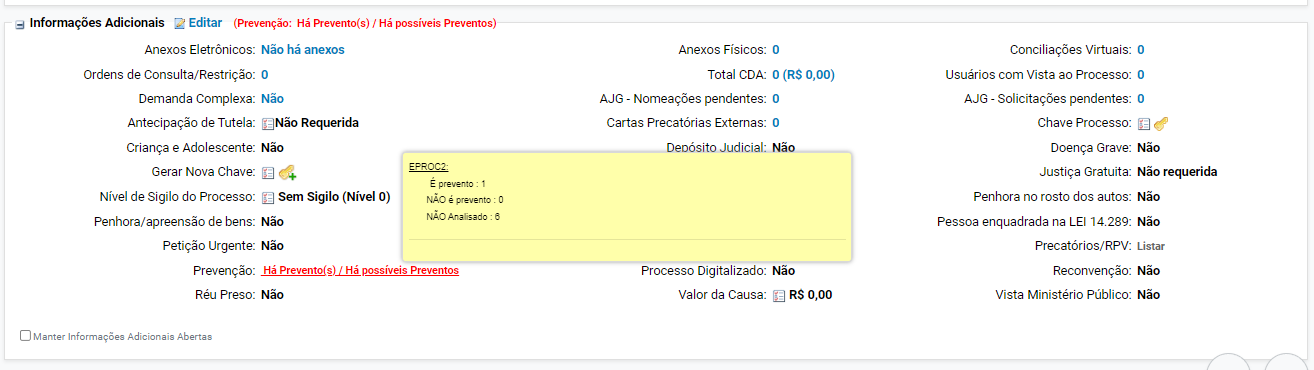 Informações Adicionais Editar (Prevenção: Há Prevento(s) / Há possíveis Preventos)
Anexos Eletrônicos: Não há anexos Anexos Físicos: 0 Conciliações Virtuais: 0
Ordens de Consulta/Restrição: 0 Total CDA: 0 (R$ 0,00) Usuários com Vista ao Processo: 0
Demanda Complexa: Não AJG - Nomeações pendentes: 0 AJG - Solicitações pendentes: 0
Antecipação de Tutela: Não Requerida Cartas Precatórias Externas: 0 Chave Processo:
Criança e Adolescente: Não Depósito Judicial: Não Doença Grave: Não
EPROC2:
Gerar Nova Chave: Justiça Gratuita: Não requerida
É prevento : 1
Nível de Sigilo do Processo: Sem Sigilo (Nível 0) NÃO é prevento : 0 Penhora no rosto dos autos: Não
Penhora/apreensão de bens: Não NÃO Analisado : 6 Pessoa enquadrada na LEI 14.289: Não
Petição Urgente: Não Precatórios/RPV: Listar
Prevenção: Há Prevento(s) / Há possíveis Preventos Processo Digitalizado: Não Reconvenção: Não
Réu Preso: Não Valor da Causa: R$ 0,00 Vista Ministério Público: Não
Manter Informações Adicionais Abertas